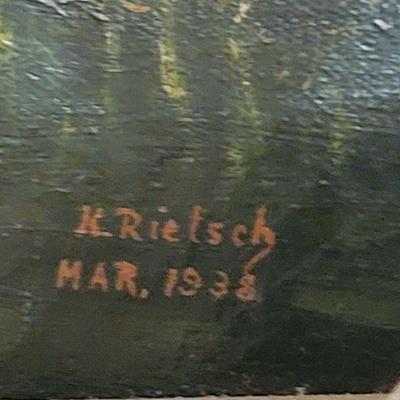 H. Rietsch
MAR. 1938